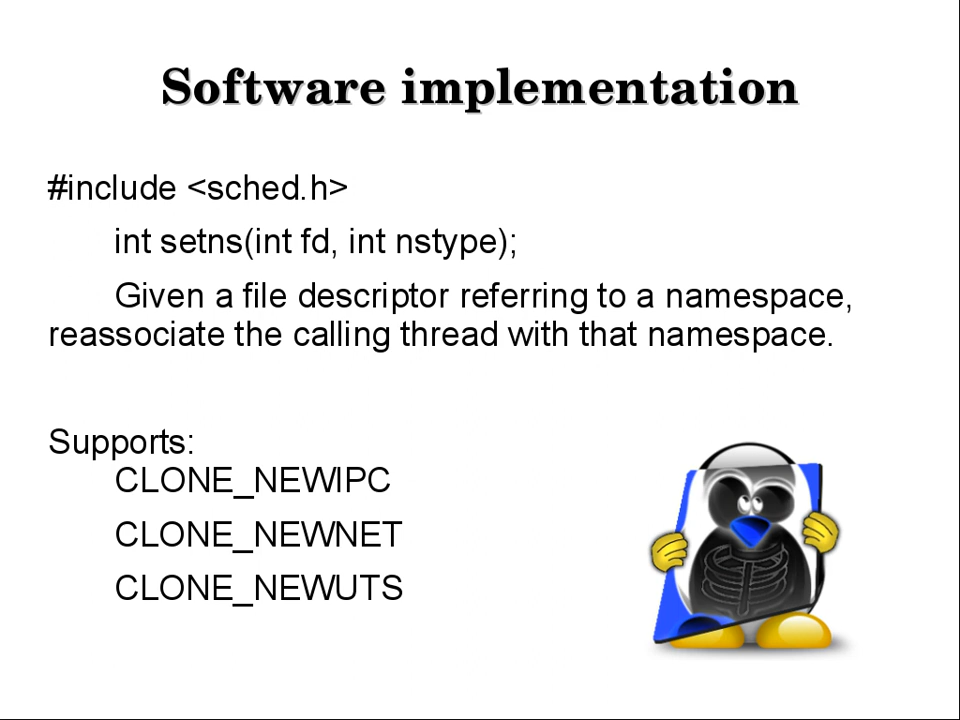 Software implementation
#include <sched.h>
int setns(int fd, int nstype);
Given a file descriptor referring to a namespace,
reassociate the calling thread with that namespace.
Supports:
CLONE_NEWIPC
CLONE_NEWNET
CLONE_NEWUTS